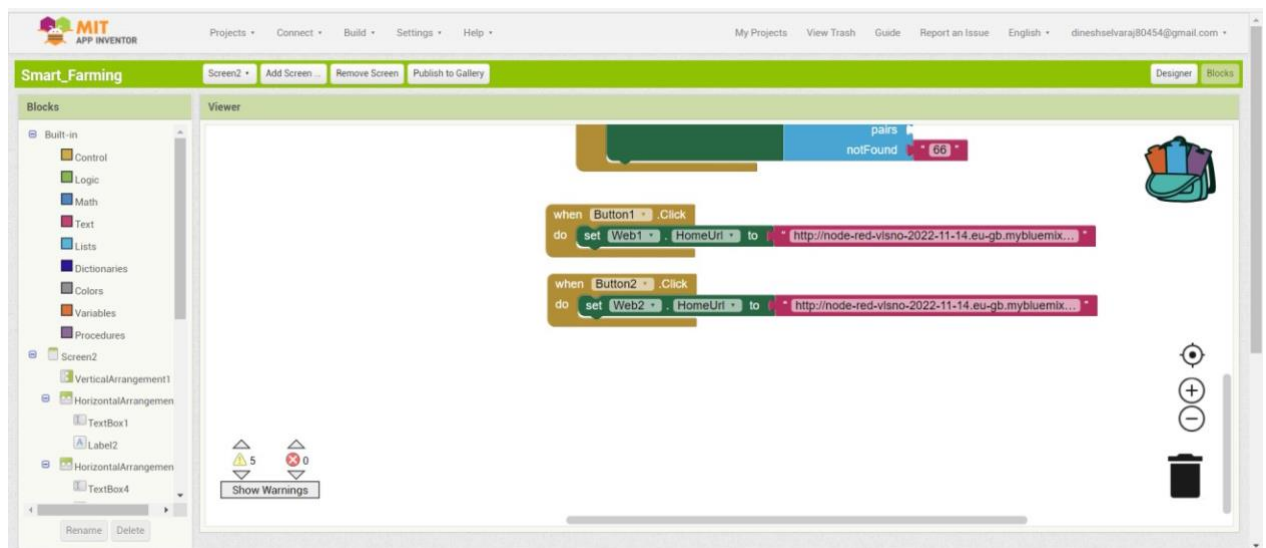 MIT
APP INVENTOR
Projects Connect Build Settings Help My Projects View Trash Guide Report an Issue English dineshselvaraj80454@gmail.com
Smart_Farming Screen2 Add Screen ... Remove Screen Publish to Gallery Designer Blocks
Blocks Viewer
Built-in
Control
Logic
Math
Text
Lists
Dictionaries
Colors
Variables
Procedures
Screen2
VerticalArrangement1
HorizontalArrangemen
TextBox1
Label2
HorizontalArrangemen
TextBox4
Rename Delete
pairs
notFound " 66 "
when Button1 .Click
do set Web1 . HomeUrl to " http://node-red-vlsno-2022-11-14.eu-gb.mybluemix... "
when Button2 .Click
do set Web2 . HomeUrl to " http://node-red-vlsno-2022-11-14.eu-gb.mybluemix... "
5 0
Show Warnings